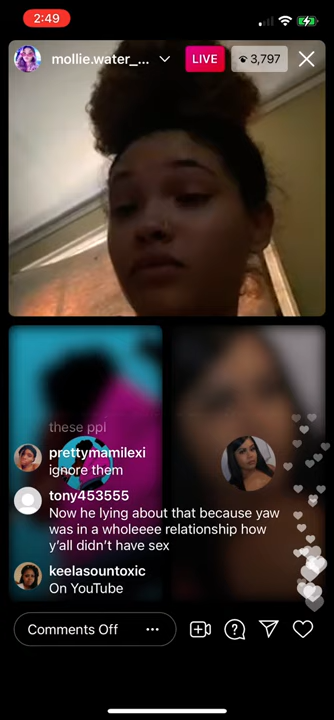 2:49
mollie.water_...
LIVE
3,797
these ppl
prettymamilexi
ignore them
tony453555
Now he lying about that because yaw
was in a wholeeee relationship how
y'all didn't have sex
keelasountoxic
On YouTube
Comments Off